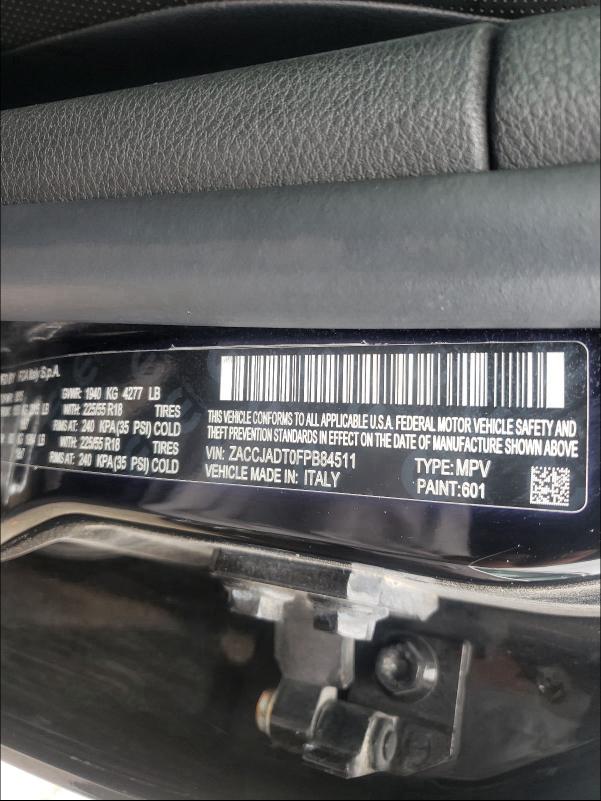 FCA Italy S.p.A.
GVWR: 1940 KG 4277 LB
WITH: 225/55 R18 TIRES
RIMS AT: 240 KPA (35 PSI) COLD
WITH: 225/55 R18 TIRES
RIMS AT: 240 KPA (35 PSI) COLD
THIS VEHICLE CONFORMS TO ALL APPLICABLE U.S.A. FEDERAL MOTOR VEHICLE SAFETY AND
THEFT PREVENTION STANDARDS IN EFFECT ON THE DATE OF MANUFACTURE SHOWN ABOVE
VIN: ZACCJADT0FPB84511 TYPE: MPV
VEHICLE MADE IN: ITALY PAINT: 601